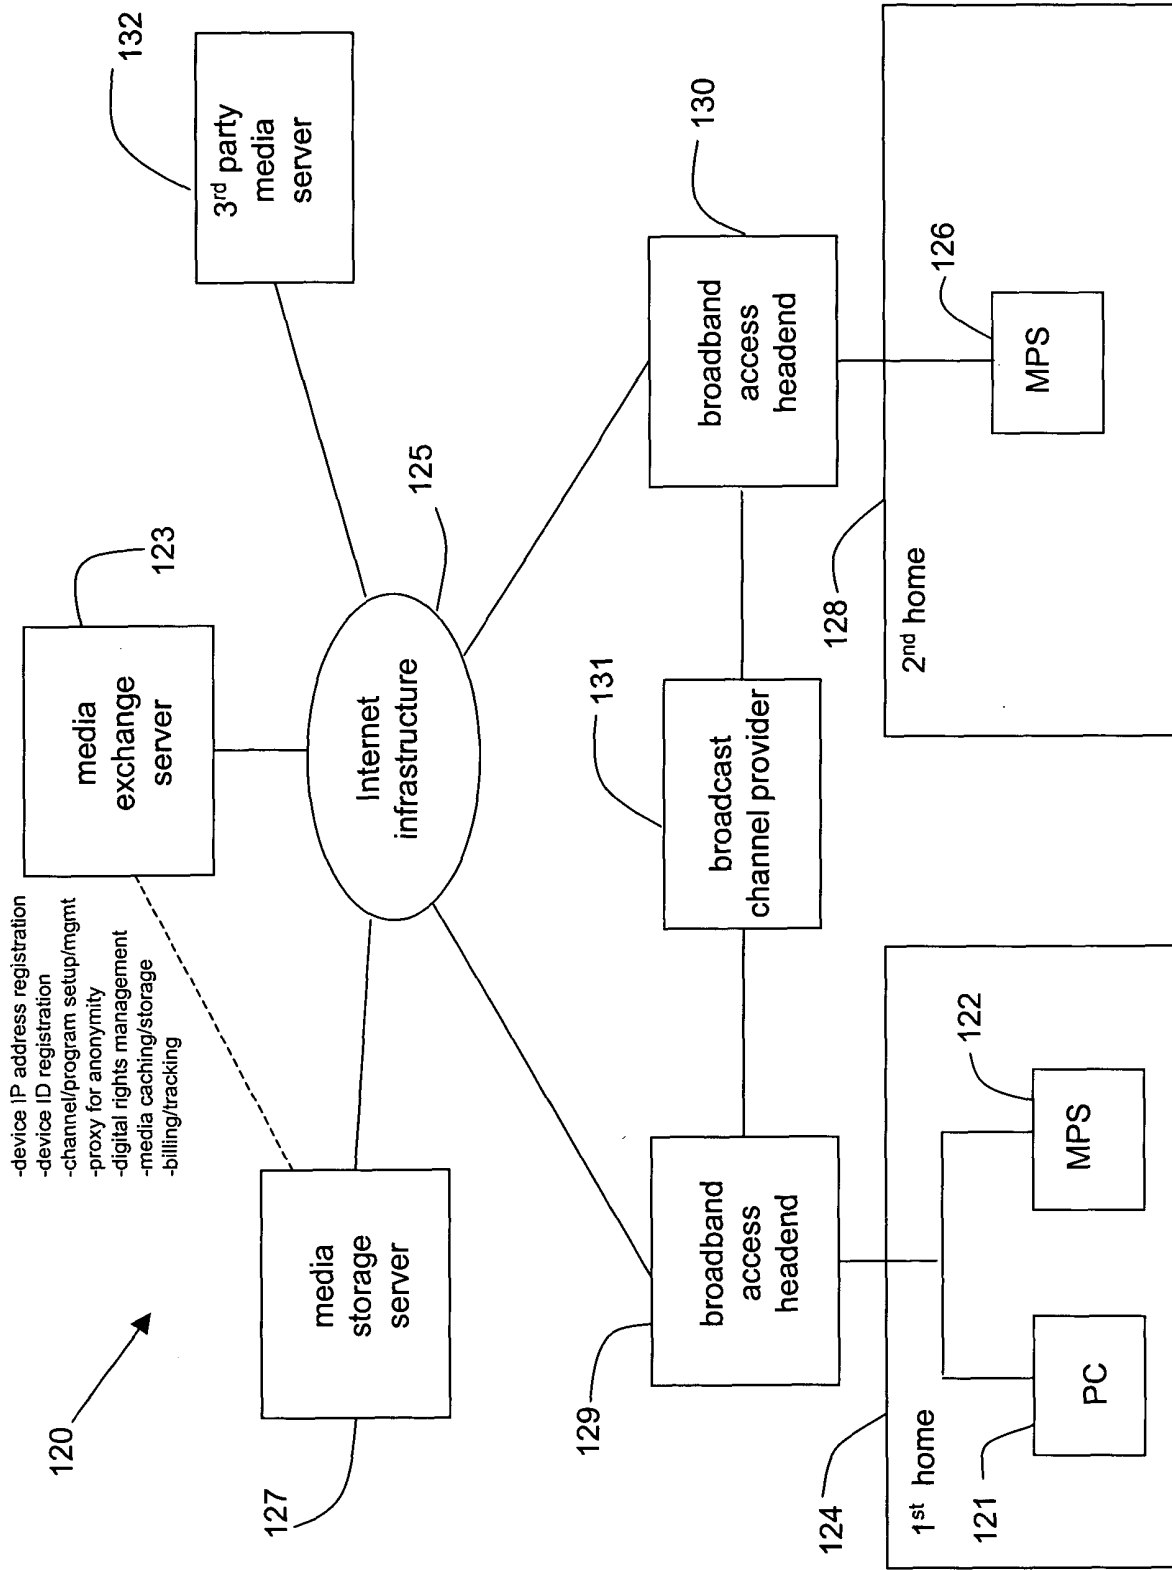 120
-device IP address registration
-device ID registration
-channel/program setup/mgmt
-proxy for anonymity
-digital rights management
-media caching/storage
-billing/tracking
media
exchange
server
123
3rd party
media
server
132
127
media
storage
server
Internet
infrastructure
125
129
broadband
access
headend
broadcast
channel provider
131
broadband
access
headend
130
124
1st home
121
PC
MPS
122
128
2nd home
MPS
126